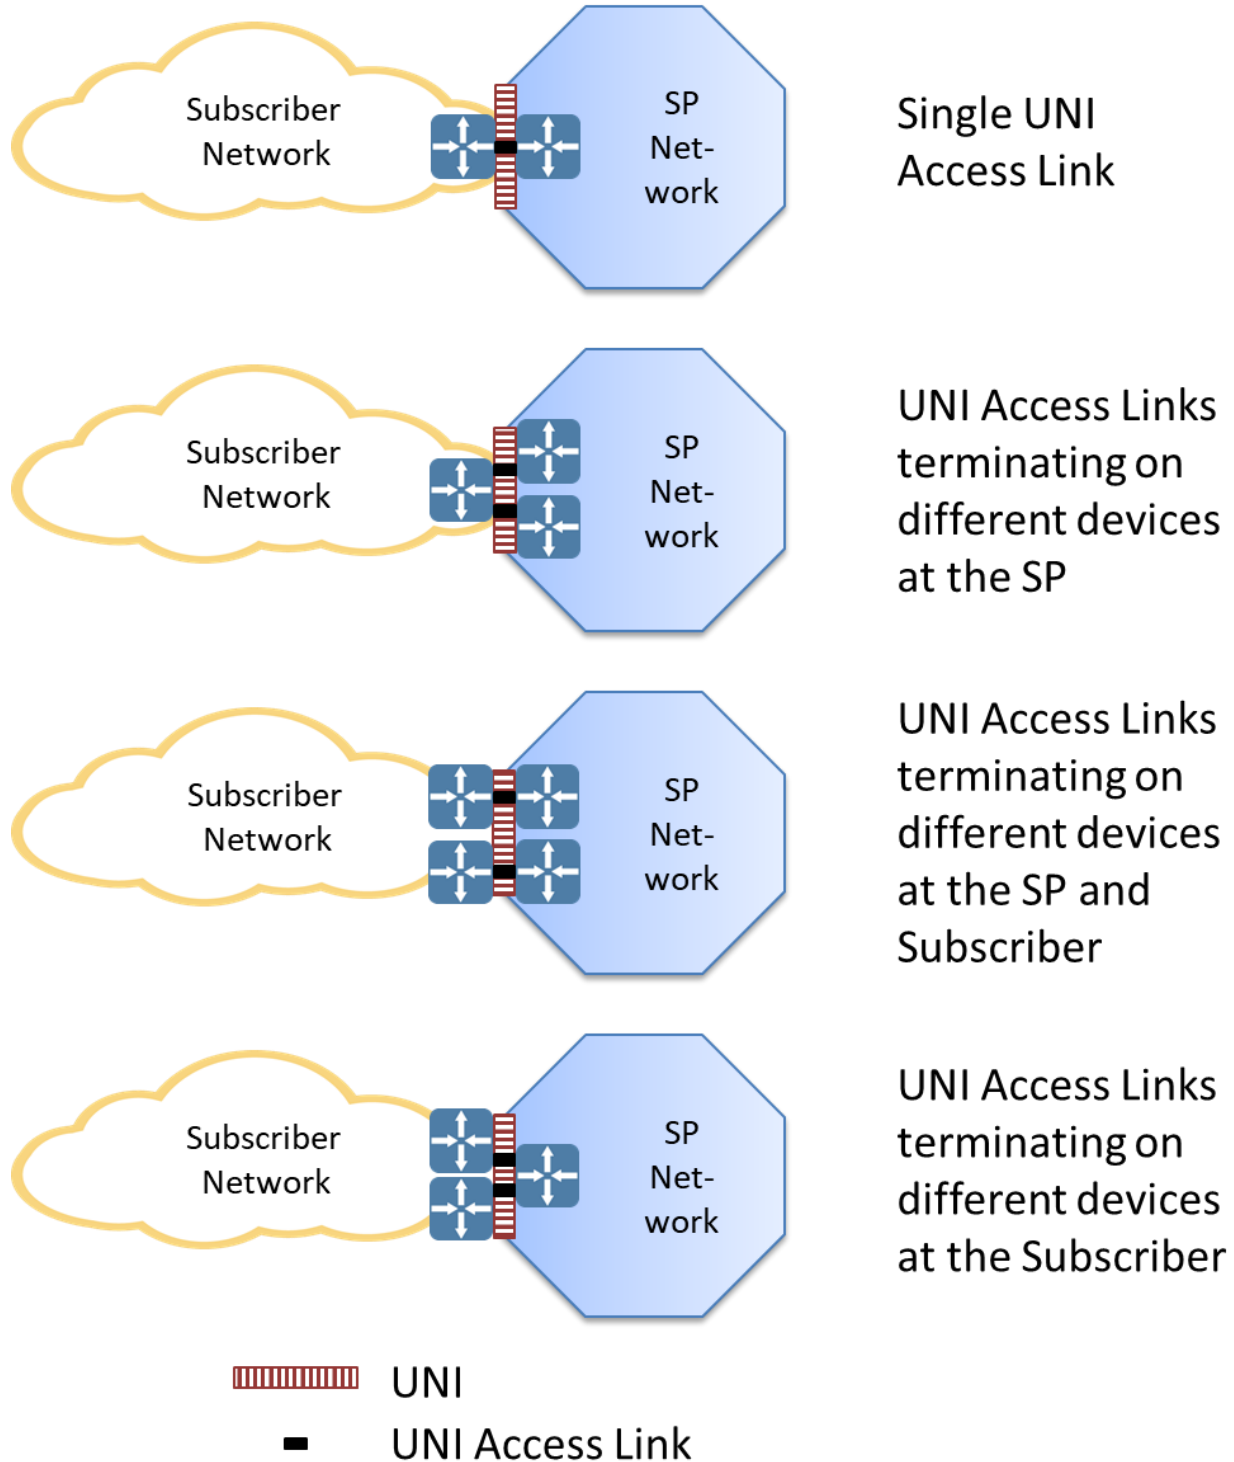 Subscriber
Network
SP
Net-
work
Single UNI
Access Link
Subscriber
Network
SP
Net-
work
UNI Access Links
terminating on
different devices
at the SP
Subscriber
Network
SP
Net-
work
UNI Access Links
terminating on
different devices
at the SP and
Subscriber
Subscriber
Network
SP
Net-
work
UNI Access Links
terminating on
different devices
at the Subscriber
UNI
UNI Access Link